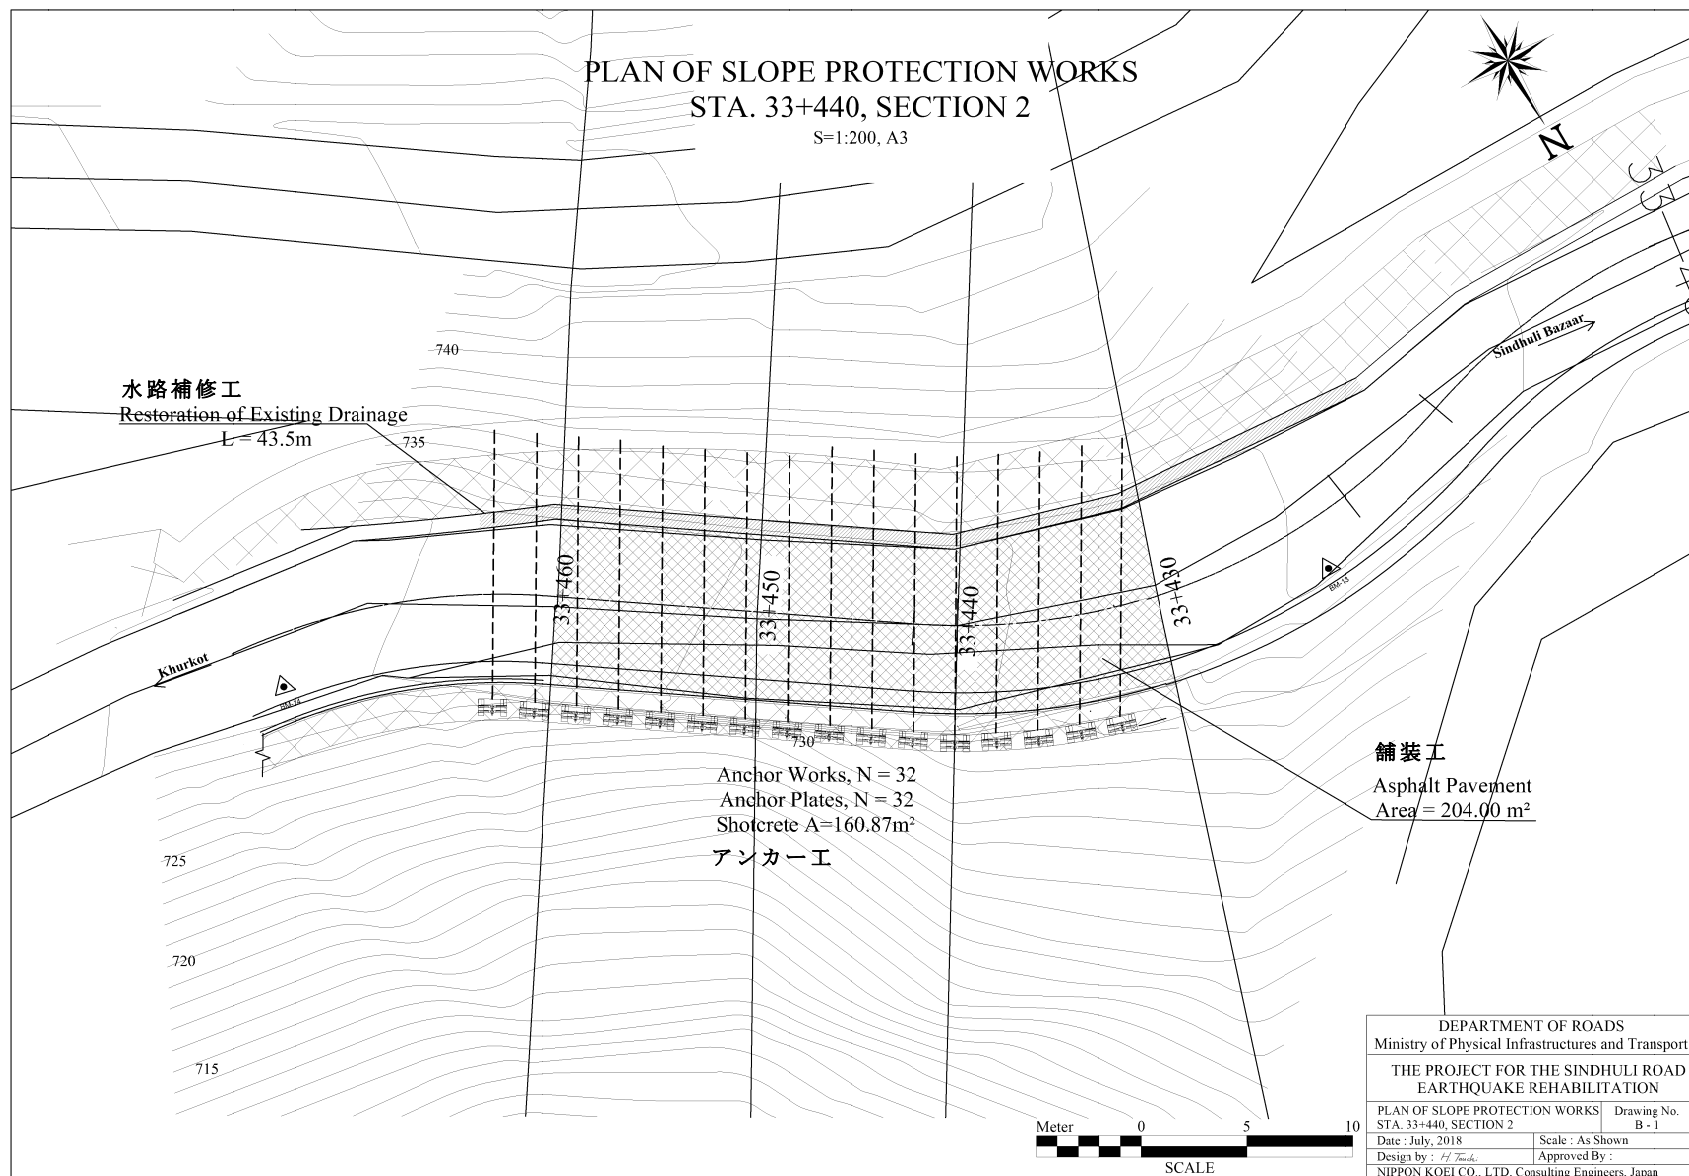 PLAN OF SLOPE PROTECTION WORKS
STA. 33+440, SECTION 2
S=1:200, A3
N
33
740
水路補修工
Restoration of Existing Drainage
L = 43.5m
735
Sindhuli Bazaar
33+460
33+450
33+440
33+430
BM-13
Khurkot
BM-14
730
Anchor Works, N = 32
Anchor Plates, N = 32
Shotcrete A=160.87m²
アンカー工
舗装工
Asphalt Pavement
Area = 204.00 m²
725
720
715
Meter 0 5 10
SCALE
DEPARTMENT OF ROADS
Ministry of Physical Infrastructures and Transport
THE PROJECT FOR THE SINDHULI ROAD
EARTHQUAKE REHABILITATION
PLAN OF SLOPE PROTECTION WORKS
STA. 33+440, SECTION 2
Drawing No.
B - 1
Date : July, 2018
Scale : As Shown
Design by :
Approved By :
NIPPON KOEI CO., LTD. Consulting Engineers, Japan